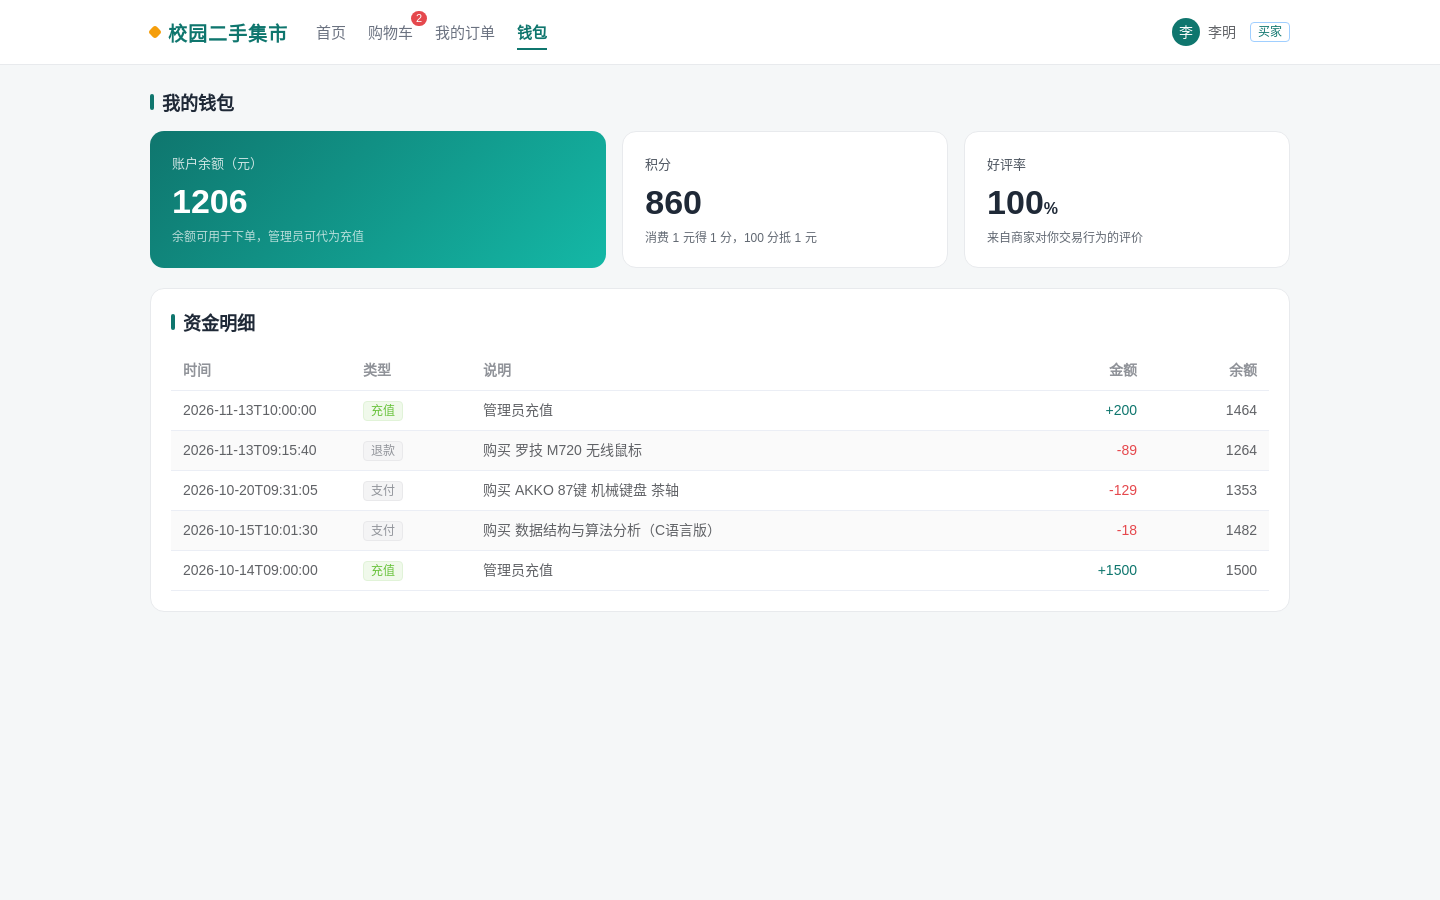 校园二手集市 首页 购物车 2 我的订单 钱包 李 李明 买家
我的钱包
账户余额（元）
1206
余额可用于下单，管理员可代为充值
积分
860
消费 1 元得 1 分，100 分抵 1 元
好评率
100%
来自商家对你交易行为的评价
资金明细
时间 类型 说明 金额 余额
2026-11-13T10:00:00 充值 管理员充值 +200 1464
2026-11-13T09:15:40 退款 购买 罗技 M720 无线鼠标 -89 1264
2026-10-20T09:31:05 支付 购买 AKKO 87键 机械键盘 茶轴 -129 1353
2026-10-15T10:01:30 支付 购买 数据结构与算法分析（C语言版） -18 1482
2026-10-14T09:00:00 充值 管理员充值 +1500 1500